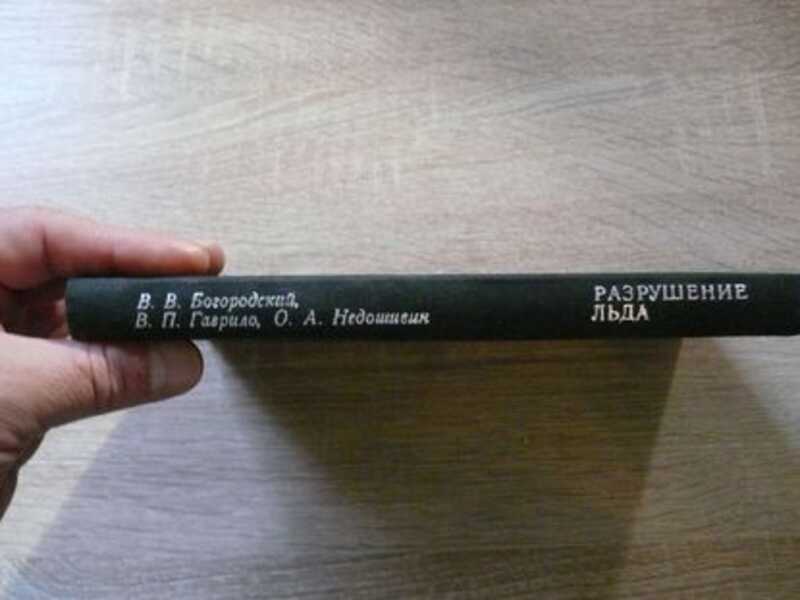 В. В. Богородский,
В. П. Гаврило, О. А. Недошивин
РАЗРУШЕНИЕ
ЛЬДА